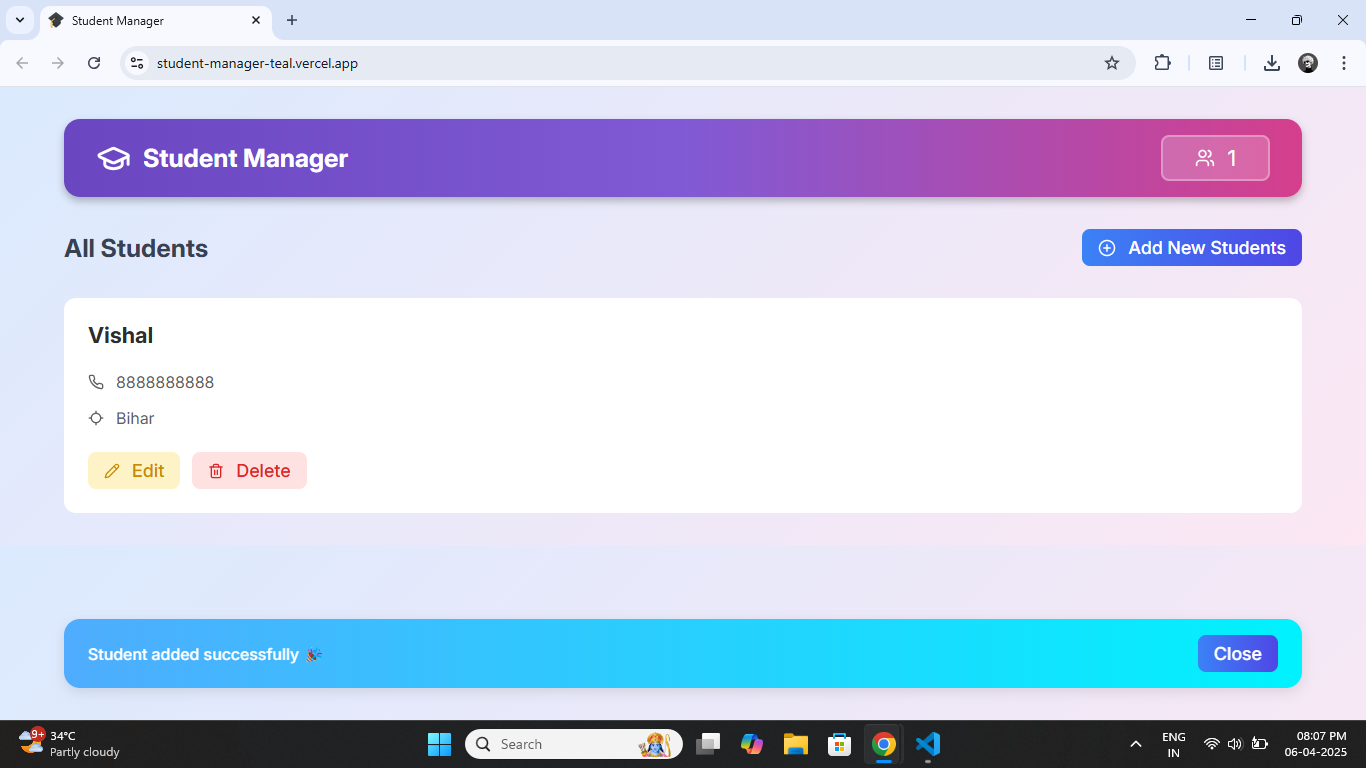 Student Manager
student-manager-teal.vercel.app
Student Manager
1
All Students
Add New Students
Vishal
8888888888
Bihar
Edit
Delete
Student added successfully 🎉
Close
9+
34°C
Partly cloudy
Search
ENG
IN
08:07 PM
06-04-2025